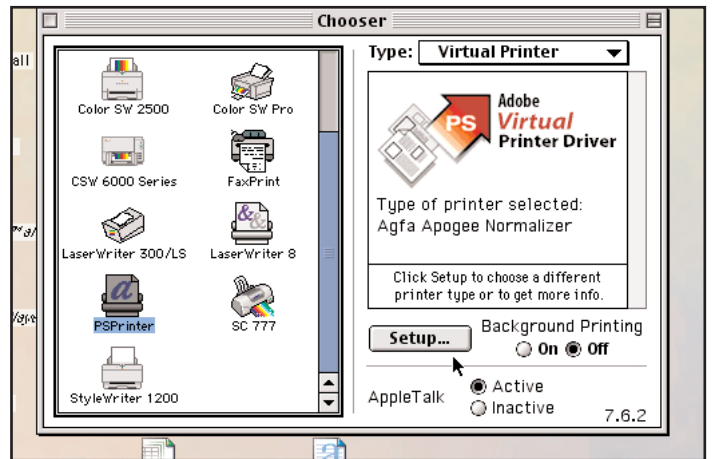 Chooser
all
Color SW 2500
Color SW Pro
CSW 6000 Series
FaxPrint
LaserWriter 300/LS
LaserWriter 8
PSPrinter
SC 777
StyleWriter 1200
Type: Virtual Printer
PS
Adobe
Virtual
Printer Driver
Type of printer selected:
Agfa Apogee Normalizer
Click Setup to choose a different
printer type or to get more info.
Setup...
Background Printing
On Off
AppleTalk
Active
Inactive
7.6.2